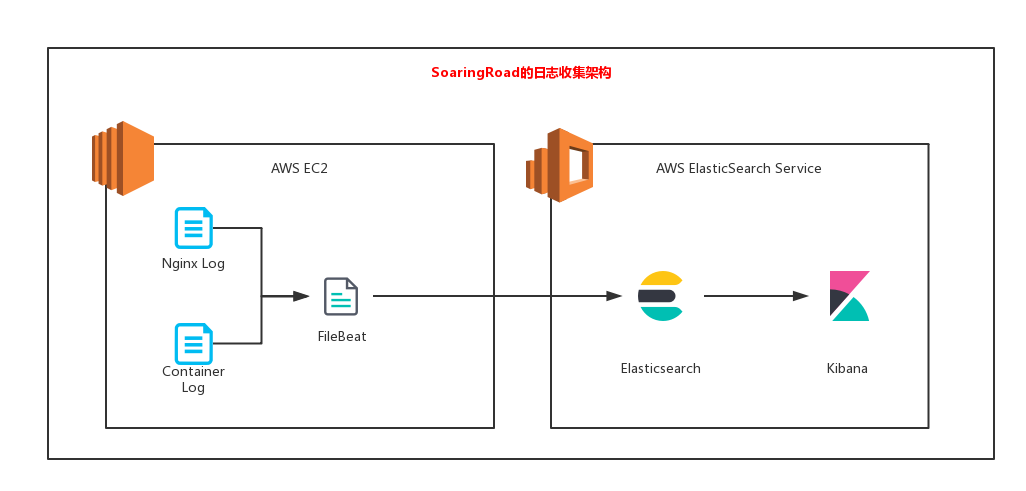 SoaringRoad的日志收集架构
AWS EC2
AWS ElasticSearch Service
Nginx Log
FileBeat
Container
Log
Elasticsearch
Kibana